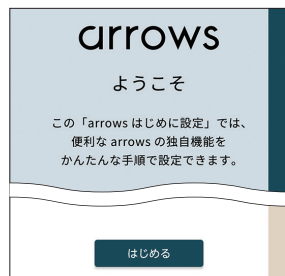 arrows
ようこそ
この「arrows はじめに設定」では、
便利な arrows の独自機能を
かんたんな手順で設定できます。
はじめる